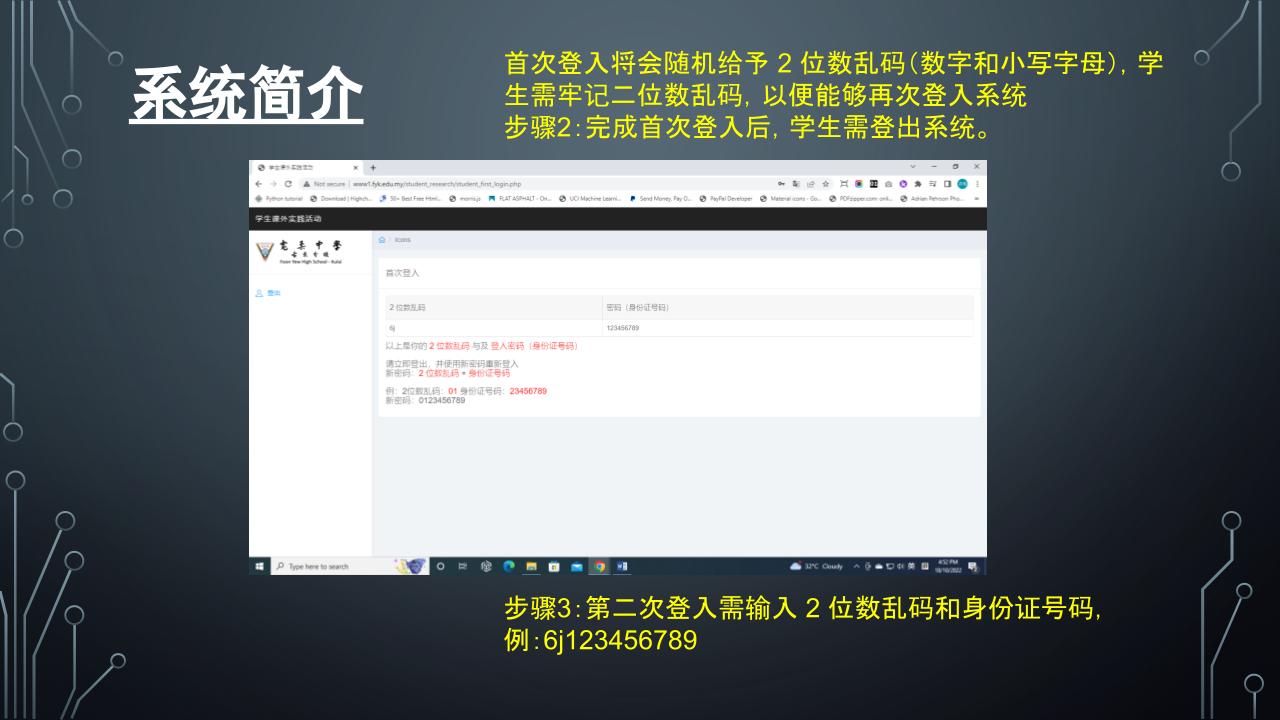 系统简介
首次登入将会随机给予 2 位数乱码(数字和小写字母), 学
生需牢记二位数乱码, 以便能够再次登入系统
步骤2:完成首次登入后, 学生需登出系统。
学生课外实践活动
Not secure | www1.fyk.edu.my/student_research/student_first_login.php
Python tutorial Download | Highch... 30+ Best Free Html... morris.js FLAT ASPHALT - On... UCI Machine Learni... Send Money, Pay O... PayPal Developer Material icons - Go... PDFzipper.com: onli... Adrian Pehrson Pho... »
学生课外实践活动
宽柔中学
古来分校
Foon Yew High School - Kulai
/ Icons
登出
首次登入
2 位数乱码 密码（身份证号码）
6j 123456789
以上是你的 2 位数乱码 与及 登入密码（身份证号码）
请立即登出，并使用新密码重新登入
新密码：2 位数乱码 + 身份证号码
例：2位数乱码：01 身份证号码：23456789
新密码：0123456789
Type here to search 32°C Cloudy 英 4:52 PM
18/10/2022
步骤3:第二次登入需输入 2 位数乱码和身份证号码,
例:6j123456789